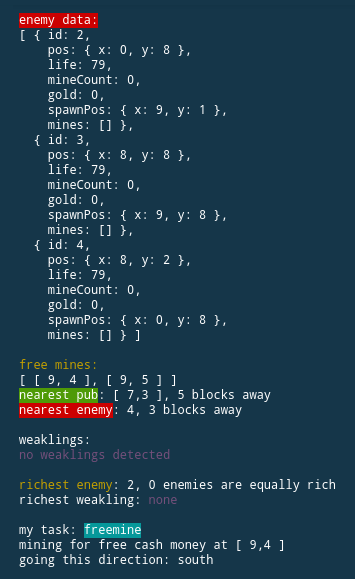 enemy data:
[ { id: 2,
    pos: { x: 0, y: 8 },
    life: 79,
    mineCount: 0,
    gold: 0,
    spawnPos: { x: 9, y: 1 },
    mines: [] },
  { id: 3,
    pos: { x: 8, y: 8 },
    life: 79,
    mineCount: 0,
    gold: 0,
    spawnPos: { x: 9, y: 8 },
    mines: [] },
  { id: 4,
    pos: { x: 8, y: 2 },
    life: 79,
    mineCount: 0,
    gold: 0,
    spawnPos: { x: 0, y: 8 },
    mines: [] } ]
free mines:
[ [ 9, 4 ], [ 9, 5 ] ]
nearest pub: [ 7,3 ], 5 blocks away
nearest enemy: 4, 3 blocks away
weaklings:
no weaklings detected
richest enemy: 2, 0 enemies are equally rich
richest weakling: none
my task: freemine
mining for free cash money at [ 9,4 ]
going this direction: south